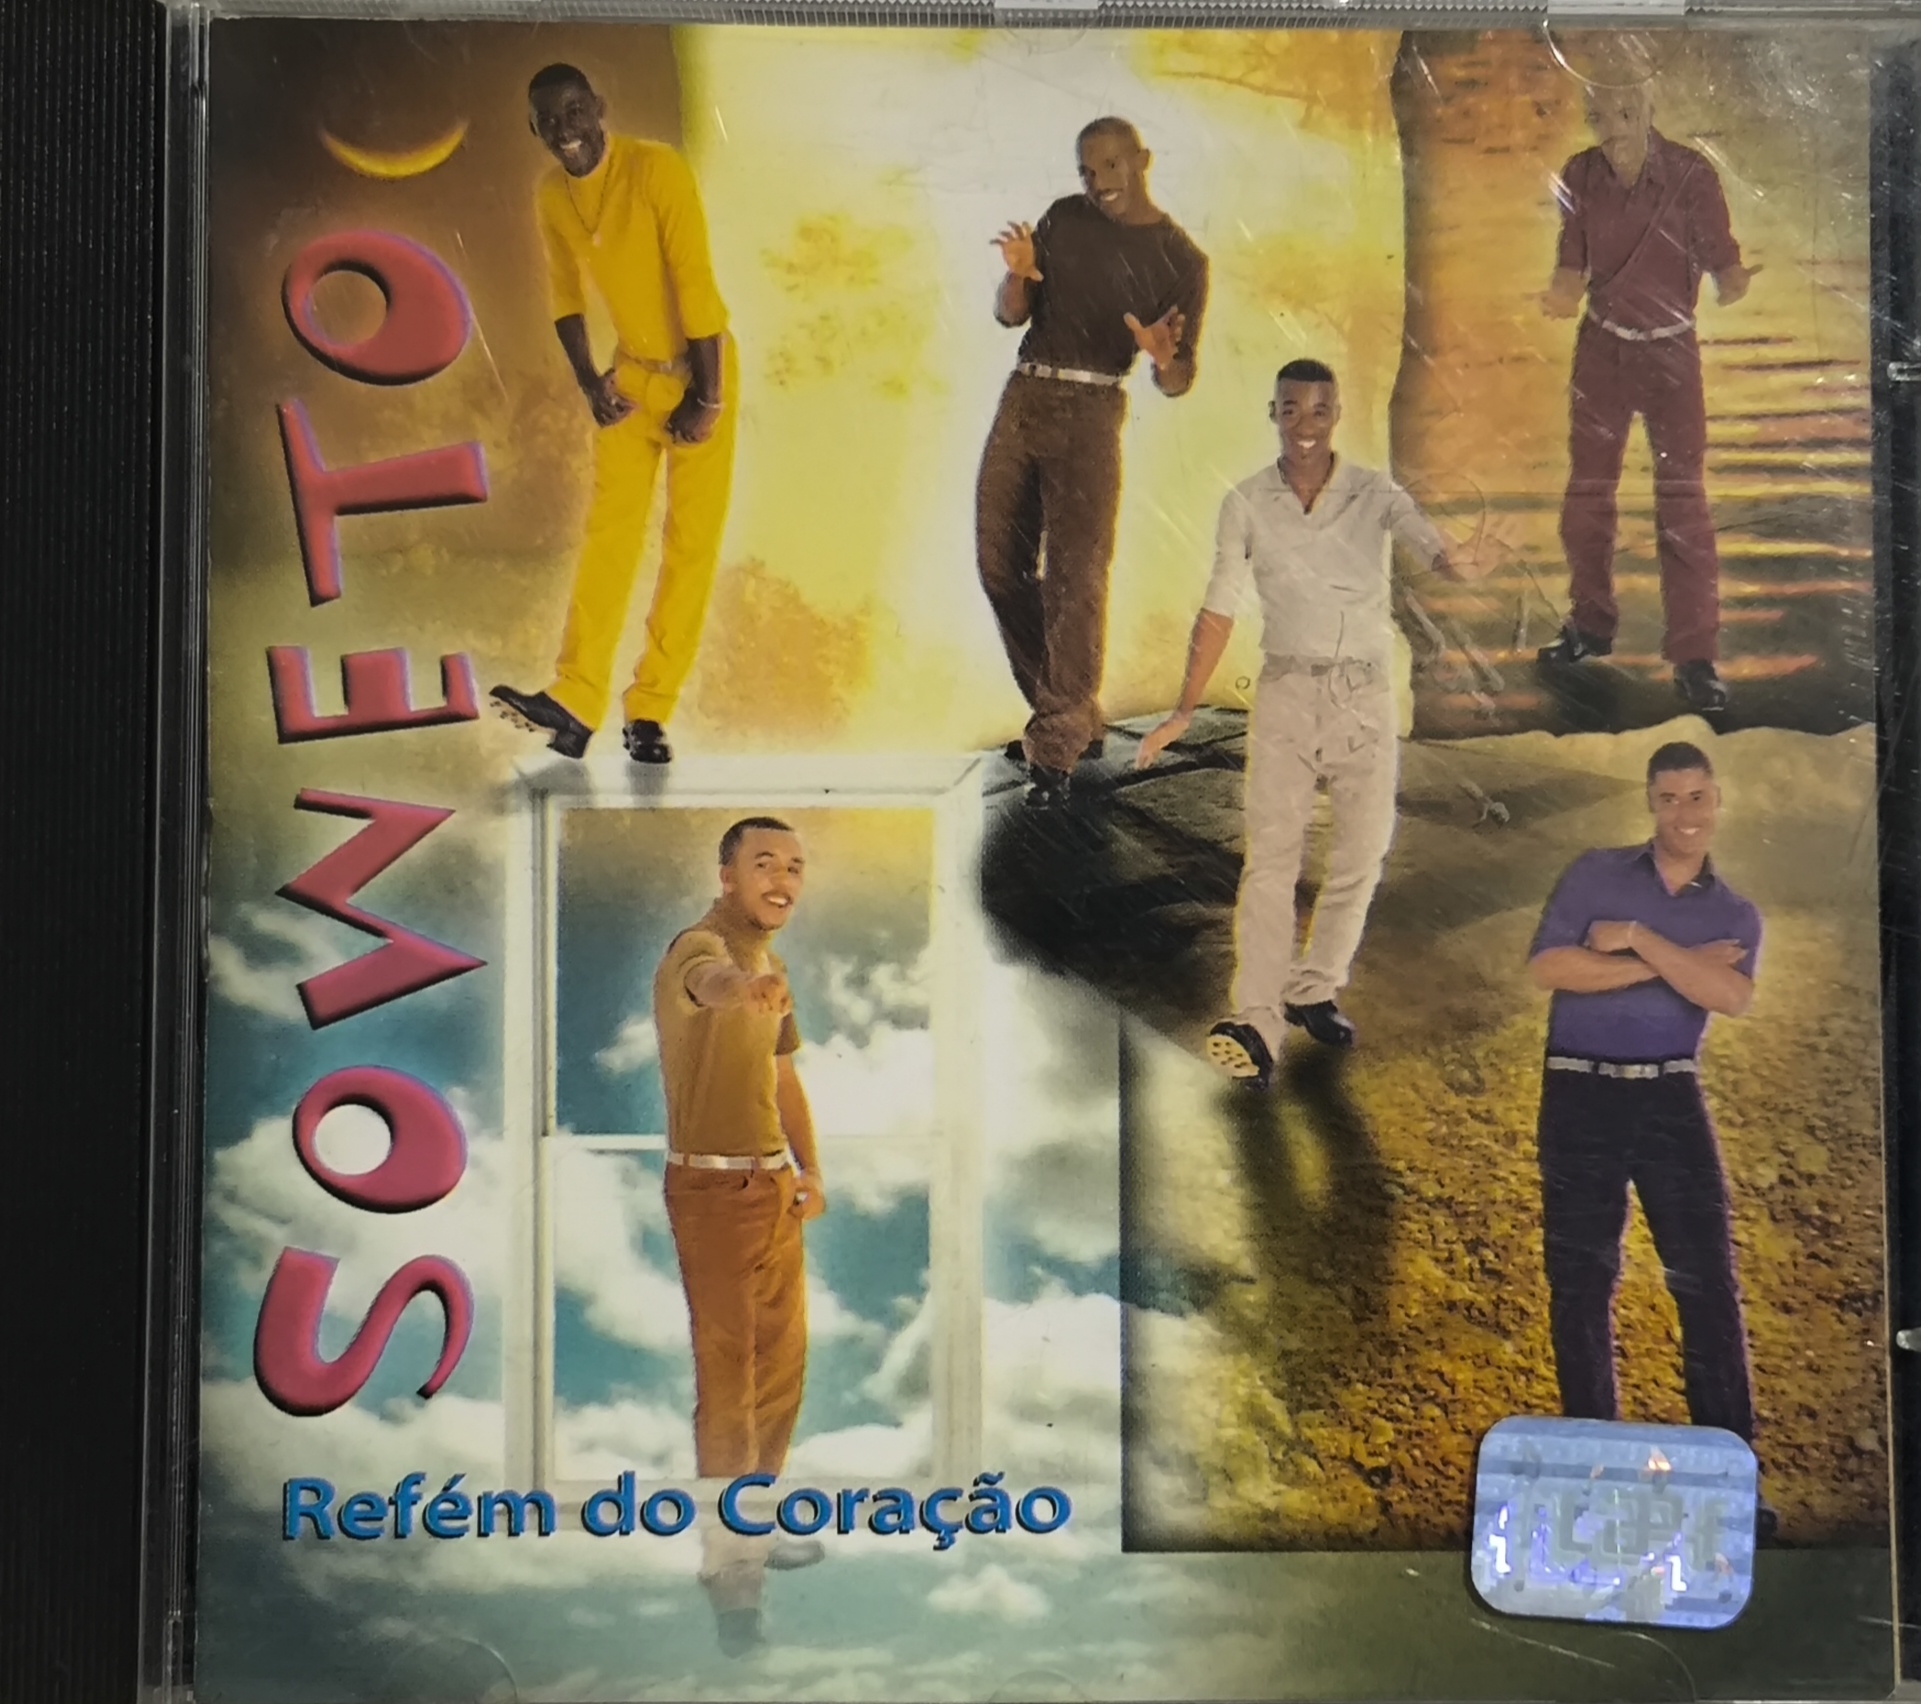 SOWETO
Refém do Coração